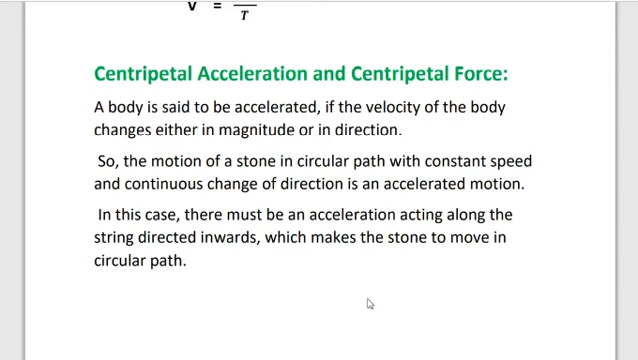 V =
T
Centripetal Acceleration and Centripetal Force:
A body is said to be accelerated, if the velocity of the body
changes either in magnitude or in direction.
So, the motion of a stone in circular path with constant speed
and continuous change of direction is an accelerated motion.
In this case, there must be an acceleration acting along the
string directed inwards, which makes the stone to move in
circular path.